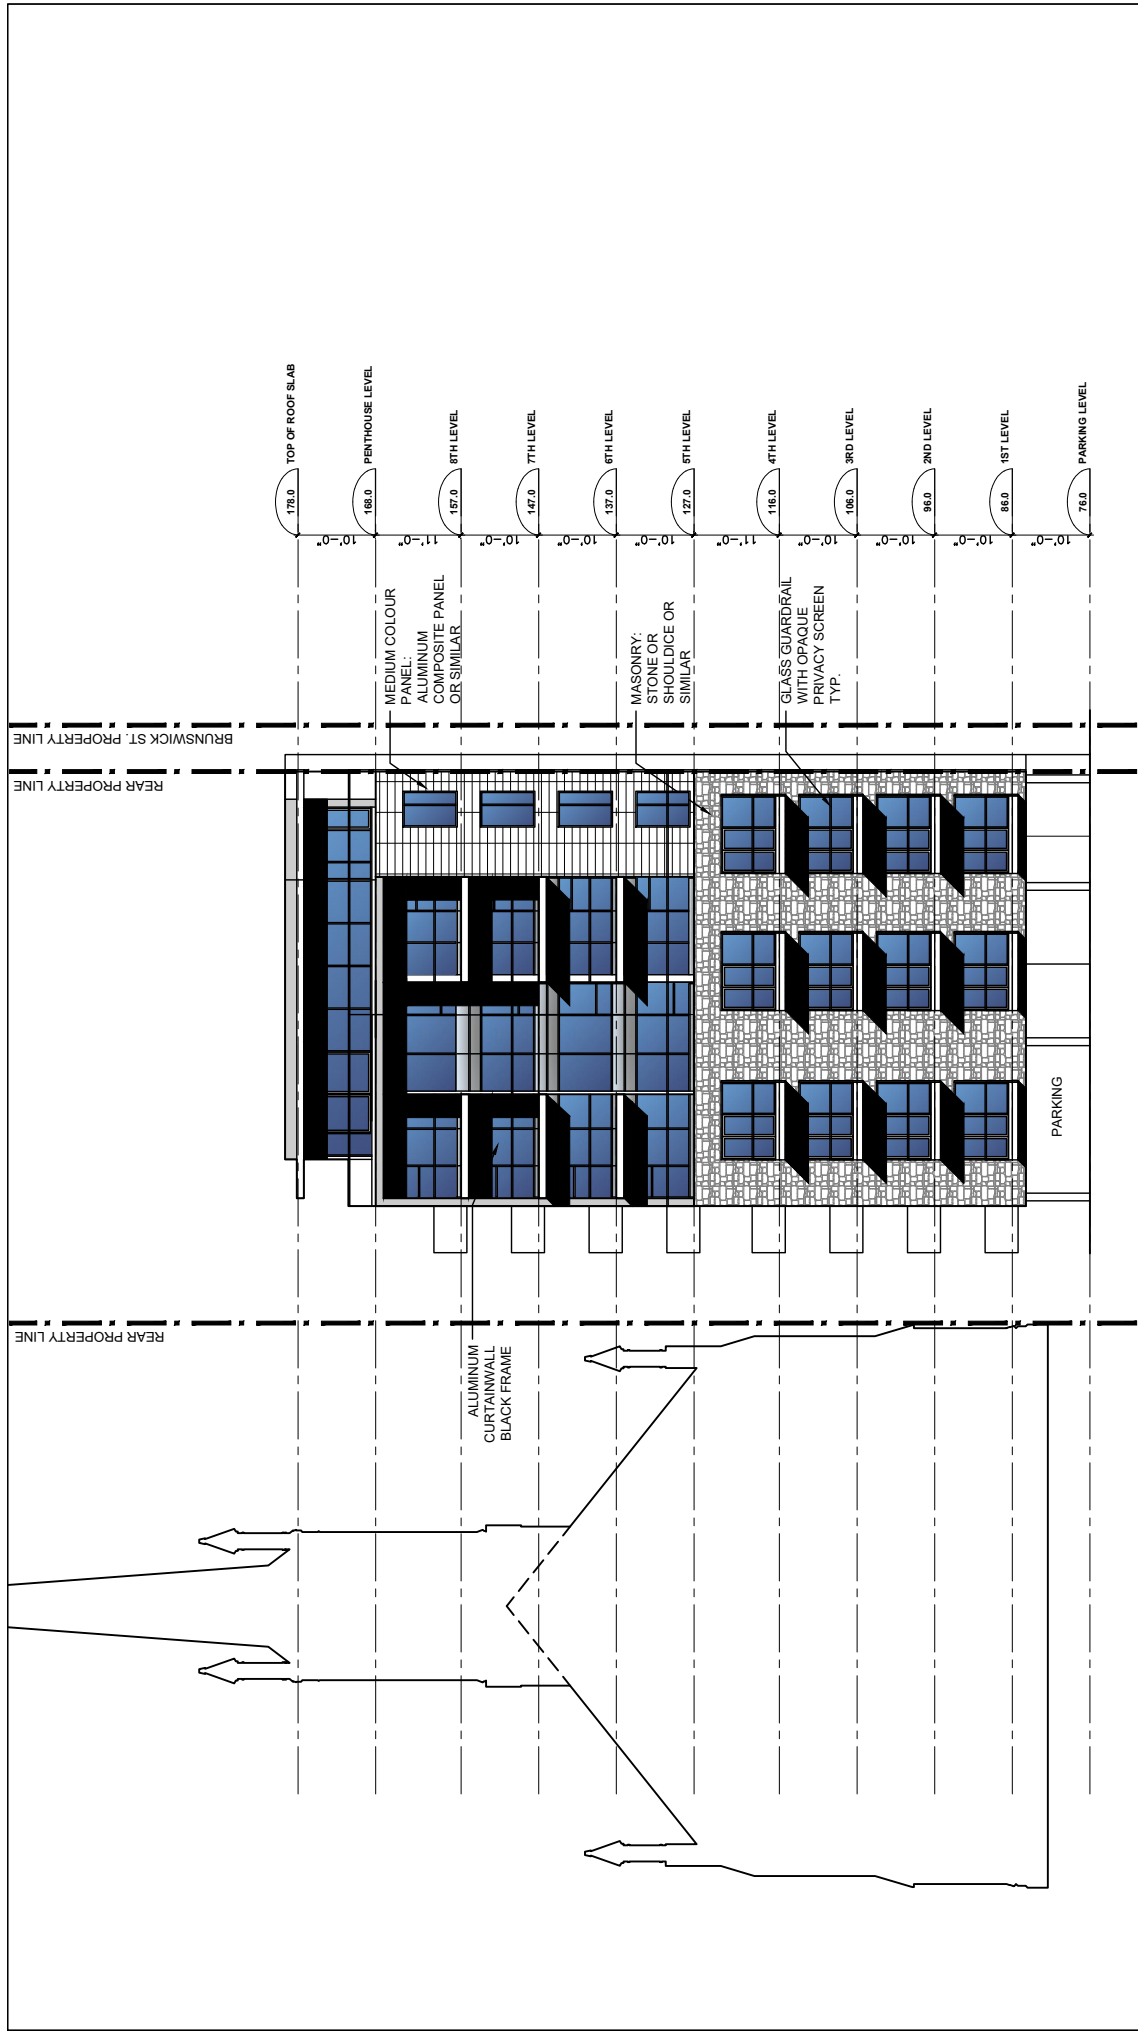 BRUNSWICK ST. PROPERTY LINE
REAR PROPERTY LINE
REAR PROPERTY LINE
178.0 TOP OF ROOF SLAB
10'-0"
168.0 PENTHOUSE LEVEL
11'-0"
157.0 8TH LEVEL
10'-0"
147.0 7TH LEVEL
10'-0"
137.0 6TH LEVEL
10'-0"
127.0 5TH LEVEL
11'-0"
116.0 4TH LEVEL
10'-0"
106.0 3RD LEVEL
10'-0"
96.0 2ND LEVEL
10'-0"
86.0 1ST LEVEL
10'-0"
76.0 PARKING LEVEL
MEDIUM COLOUR
PANEL:
ALUMINUM
COMPOSITE PANEL
OR SIMILAR
MASONRY:
STONE OR
SHOULDICE OR
SIMILAR
GLASS GUARDRAIL
WITH OPAQUE
PRIVACY SCREEN
TYP.
ALUMINUM
CURTAINWALL
BLACK FRAME
PARKING